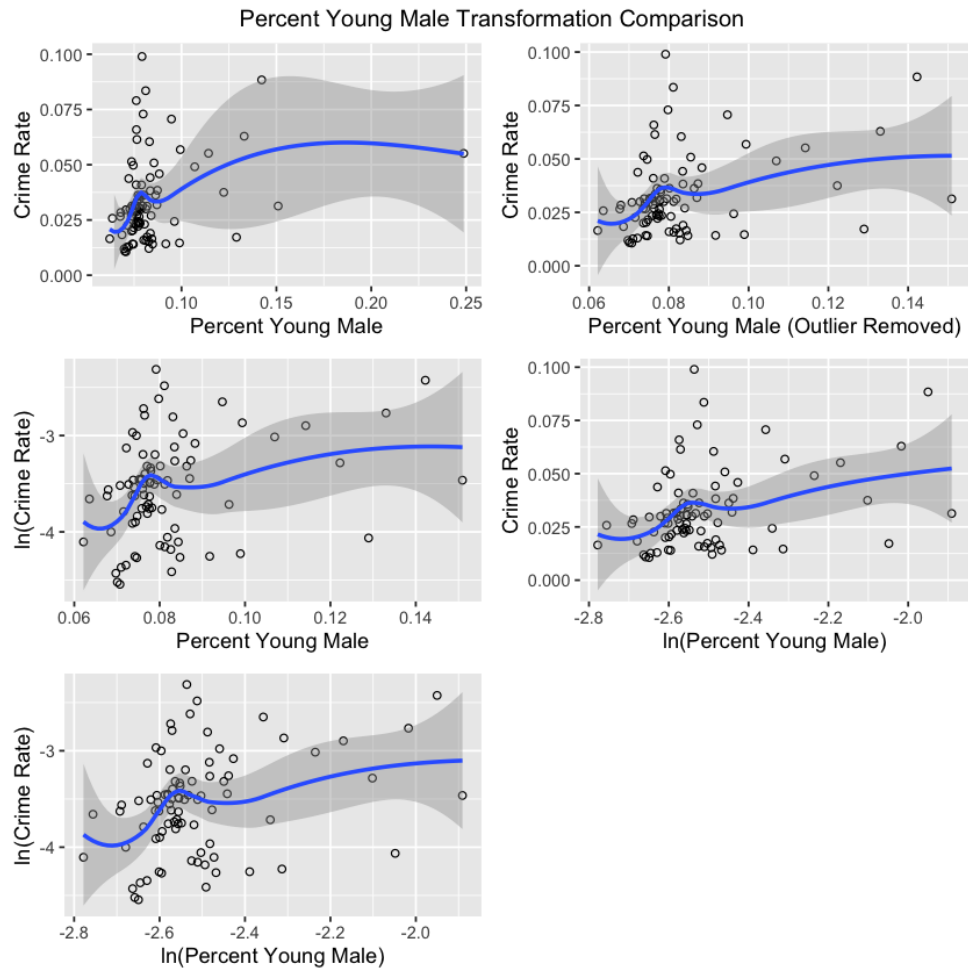 Percent Young Male Transformation Comparison
0.100
0.075
0.050
0.025
0.000
Crime Rate
0.10 0.15 0.20 0.25
Percent Young Male
0.100
0.075
0.050
0.025
0.000
Crime Rate
0.06 0.08 0.10 0.12 0.14
Percent Young Male (Outlier Removed)
-3
-4
ln(Crime Rate)
0.06 0.08 0.10 0.12 0.14
Percent Young Male
0.100
0.075
0.050
0.025
0.000
Crime Rate
-2.8 -2.6 -2.4 -2.2 -2.0
ln(Percent Young Male)
-3
-4
ln(Crime Rate)
-2.8 -2.6 -2.4 -2.2 -2.0
ln(Percent Young Male)